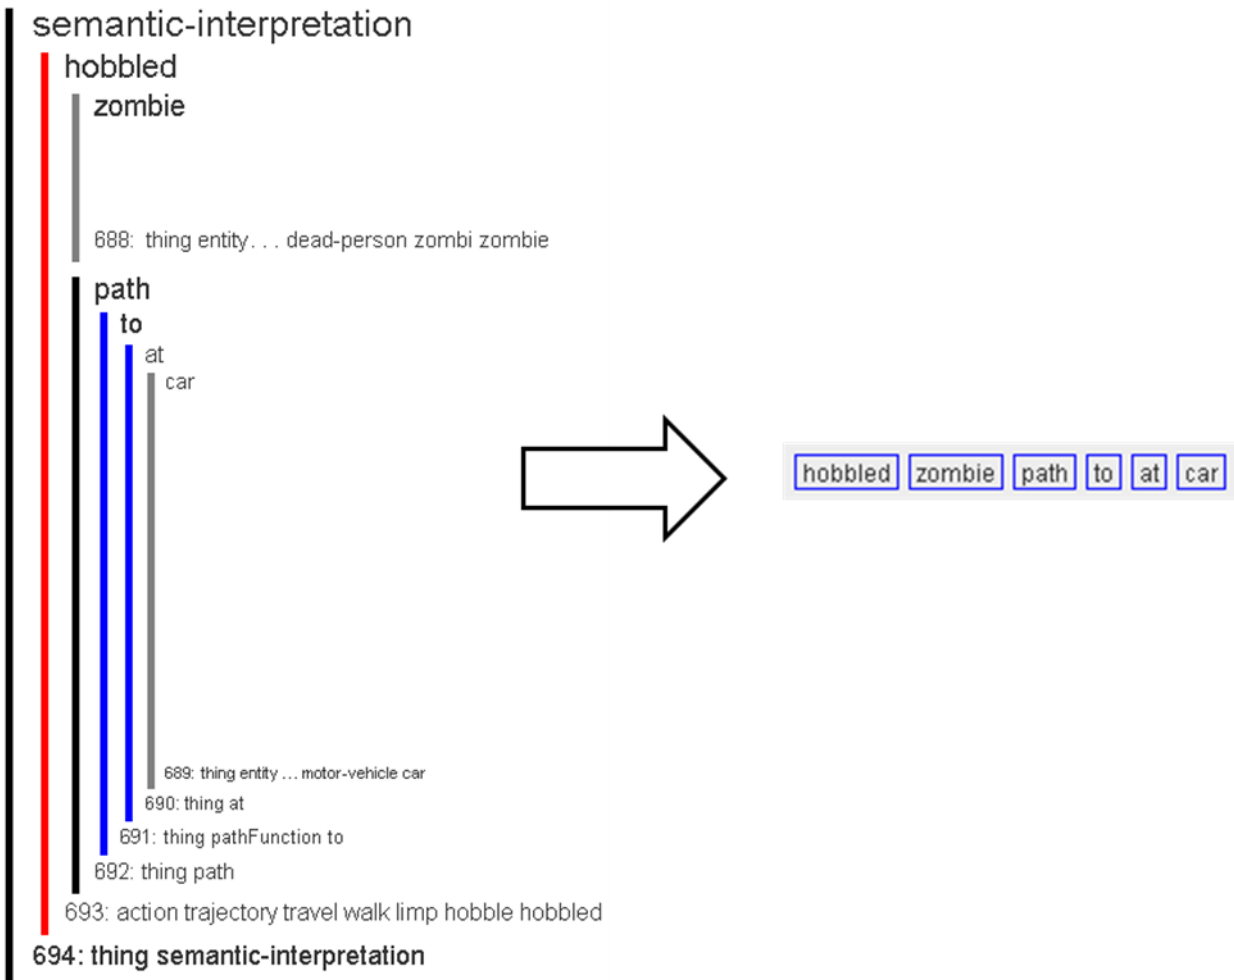 semantic-interpretation
hobbled
zombie
688: thing entity. . . dead-person zombi zombie
path
to
at
car
hobbled zombie path to at car
689: thing entity ... motor-vehicle car
690: thing at
691: thing pathFunction to
692: thing path
693: action trajectory travel walk limp hobble hobbled
694: thing semantic-interpretation